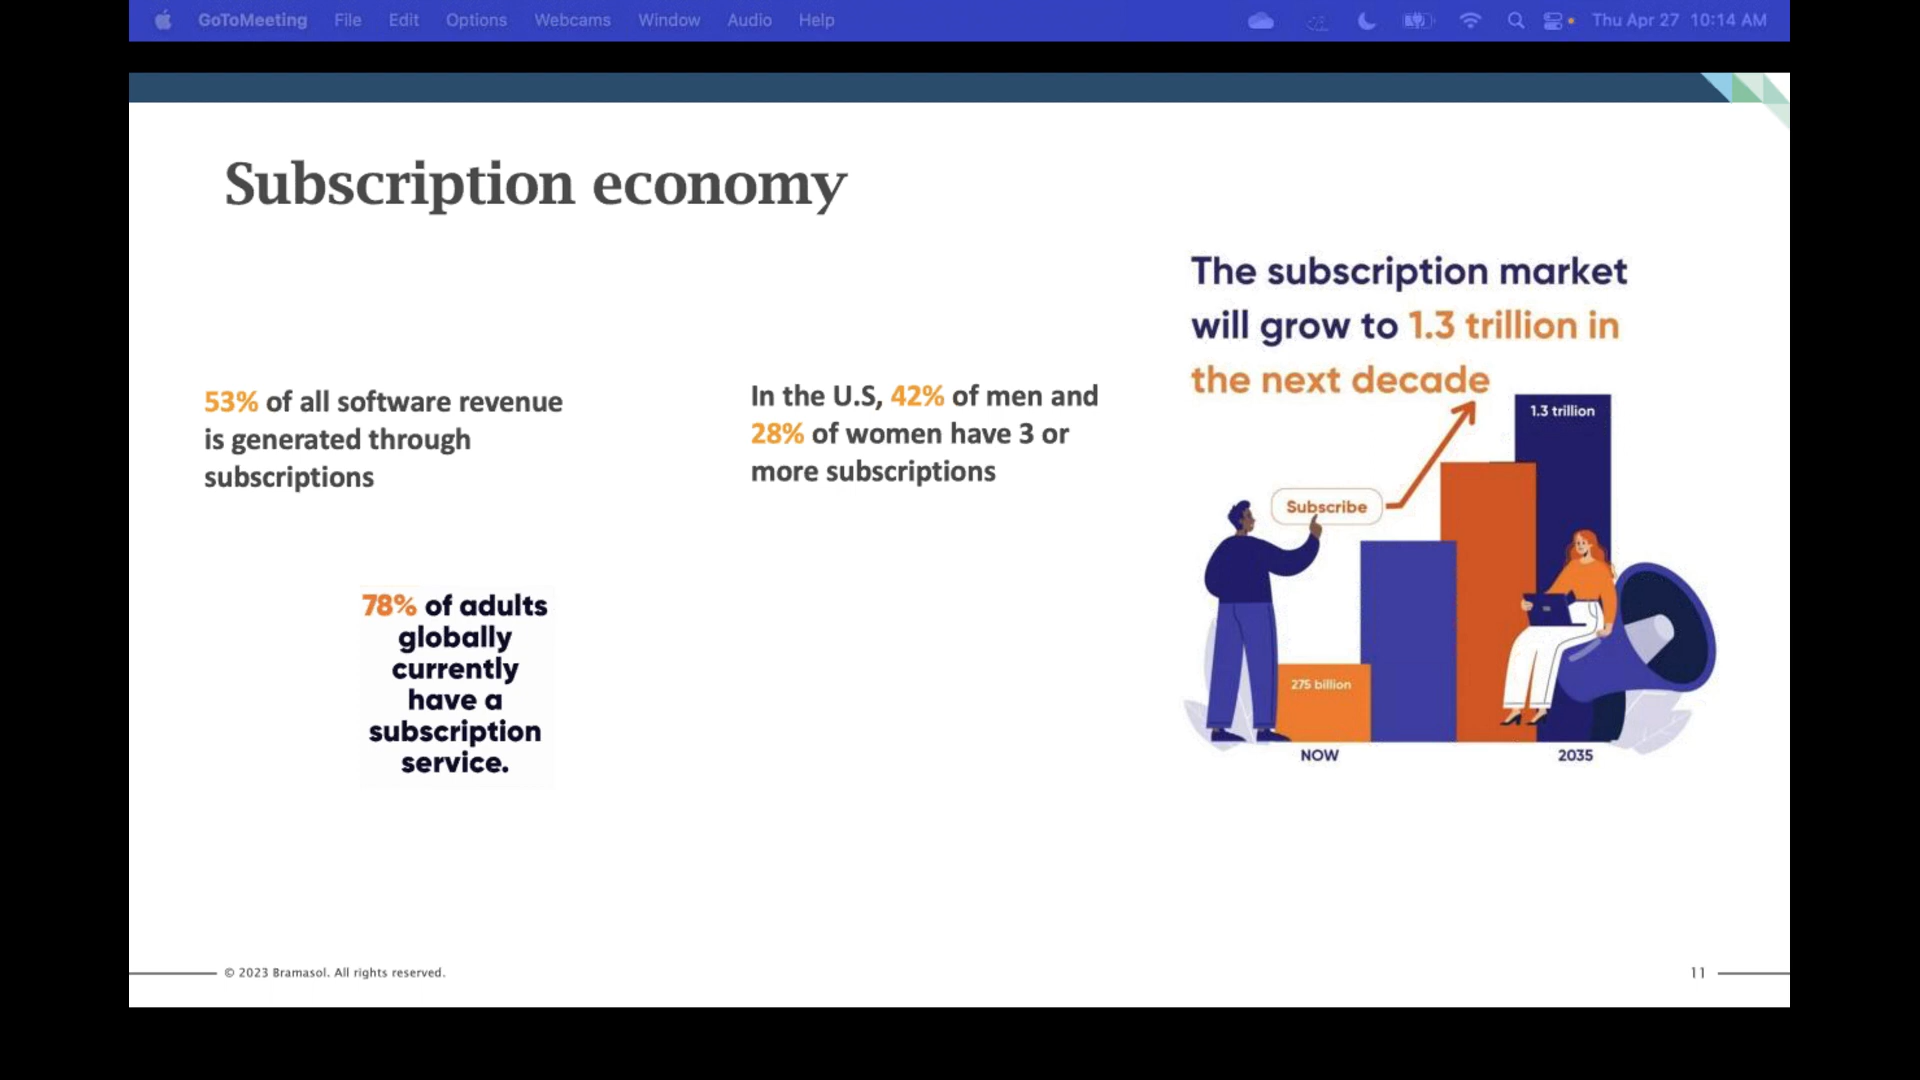 GoToMeeting File Edit Options Webcams Window Audio Help Thu Apr 27 10:14 AM
Subscription economy
53% of all software revenue
is generated through
subscriptions
In the U.S, 42% of men and
28% of women have 3 or
more subscriptions
78% of adults
globally
currently
have a
subscription
service.
The subscription market
will grow to 1.3 trillion in
the next decade
1.3 trillion
Subscribe
275 billion
NOW 2035
© 2023 Bramasol. All rights reserved. 11